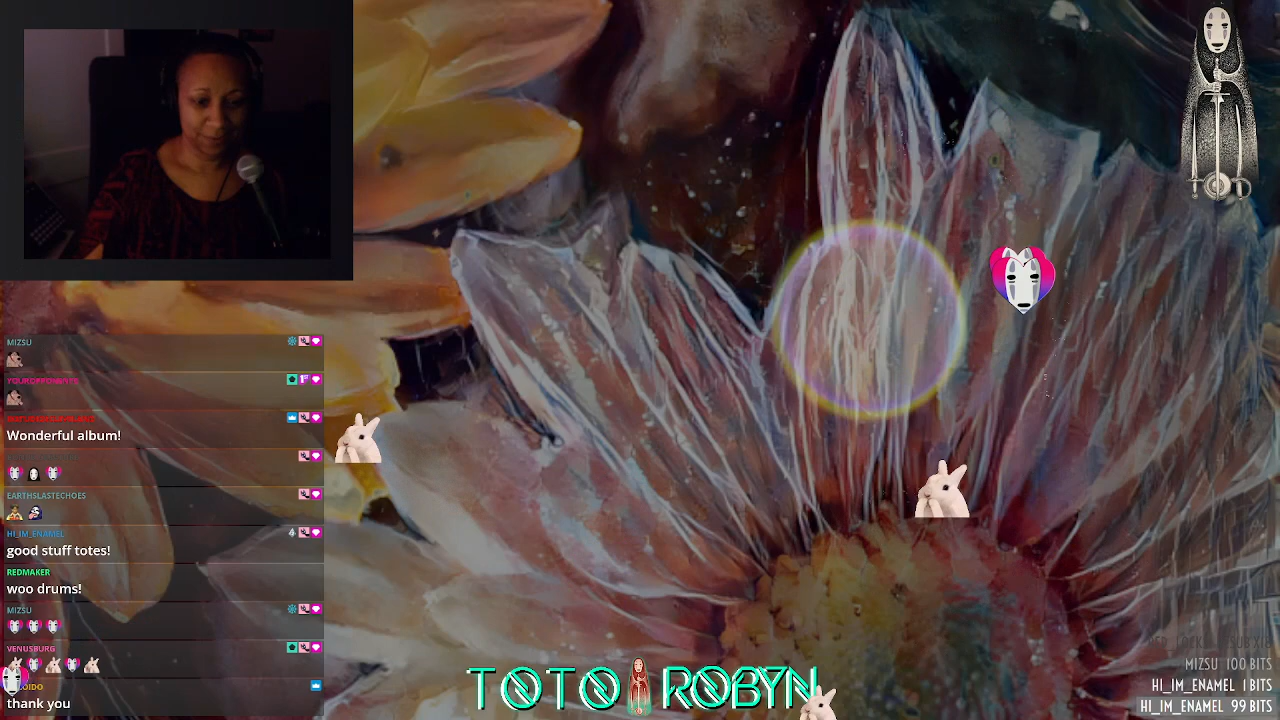 MIZSU
Wonderful album!
EARTHSLASTECHOES
HI_IM_ENAMEL
good stuff totes!
REDMAKER
woo drums!
MIZSU
VENUSBURG
thank you
TOTO ROBYN
MIZSU 100 BITS
HI_IM_ENAMEL 1 BITS
HI_IM_ENAMEL 99 BITS